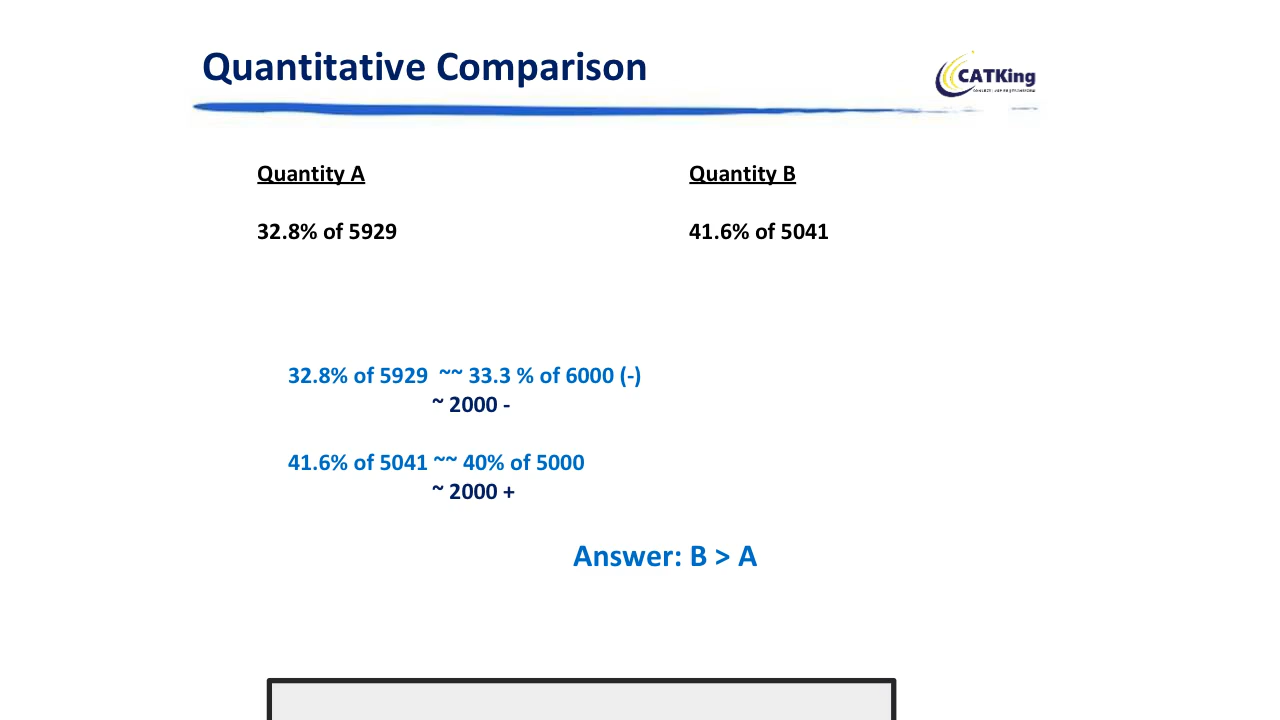 Quantitative Comparison
CATKing
Quantity A
Quantity B
32.8% of 5929
41.6% of 5041
32.8% of 5929 ~~ 33.3 % of 6000 (-)
~ 2000 -
41.6% of 5041 ~~ 40% of 5000
~ 2000 +
Answer: B > A